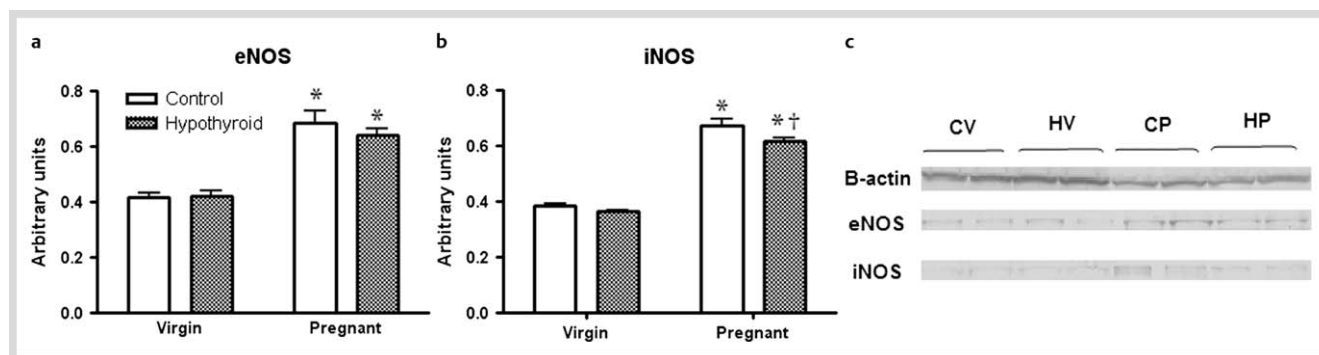 a
eNOS
Arbitrary units
0.8
0.6
0.4
0.2
0.0
Control
Hypothyroid
*
*
Virgin
Pregnant
b
iNOS
Arbitrary units
0.8
0.6
0.4
0.2
0.0
*
*†
Virgin
Pregnant
c
CV HV CP HP
B-actin
eNOS
iNOS